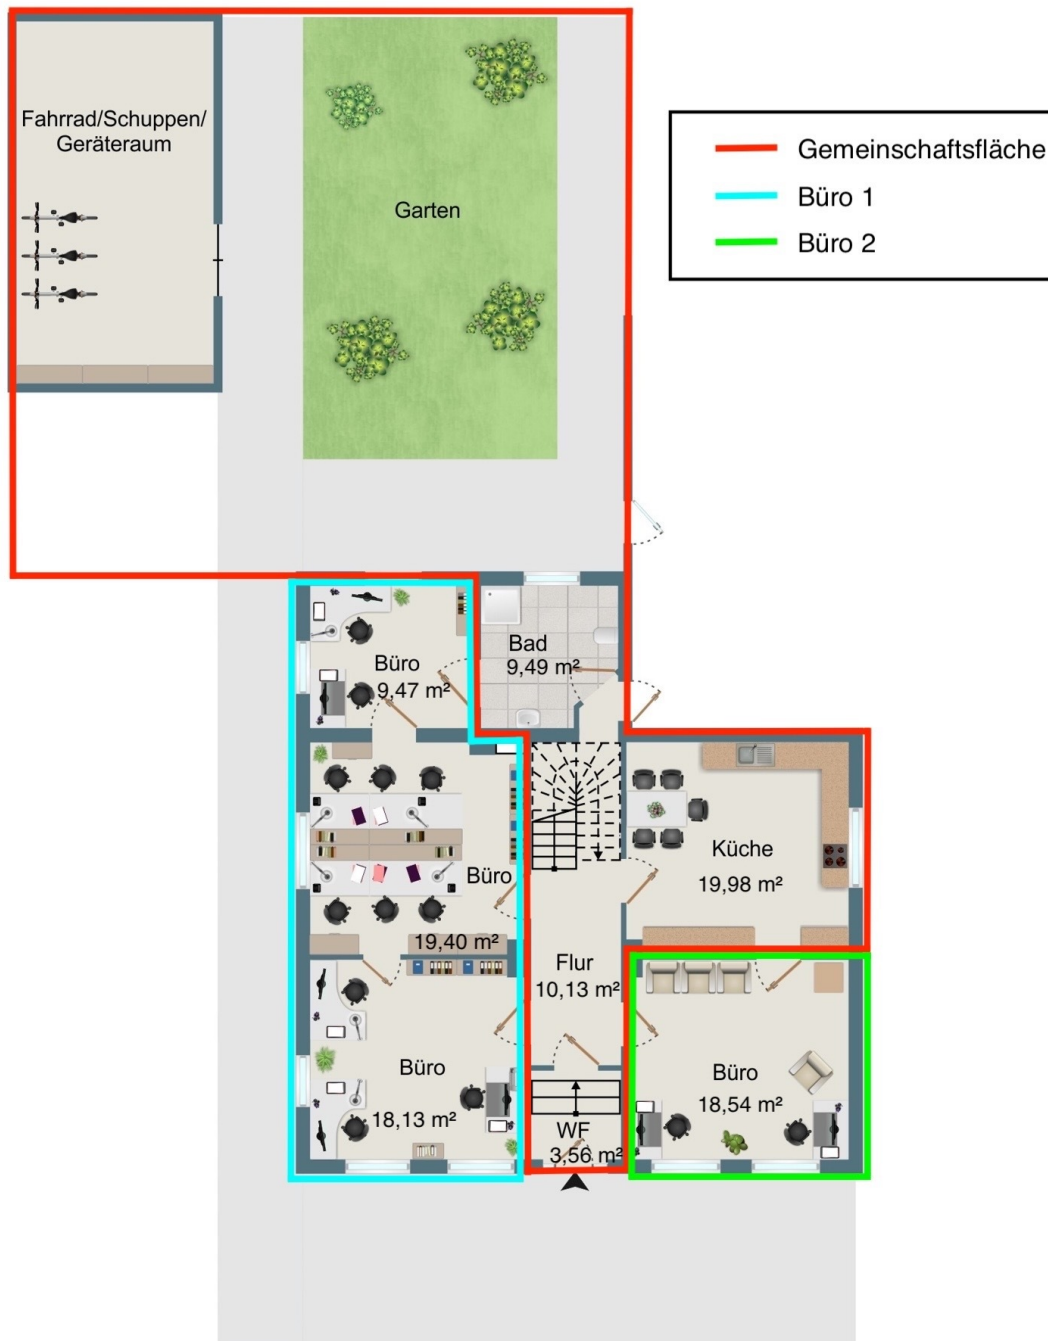 Fahrrad/Schuppen/
Geräteraum
Garten
Gemeinschaftsfläche
Büro 1
Büro 2
Bad
9,49 m²
Büro
9,47 m²
Büro
19,40 m²
Küche
19,98 m²
Flur
10,13 m²
Büro
18,13 m²
WF
3,56 m²
Büro
18,54 m²